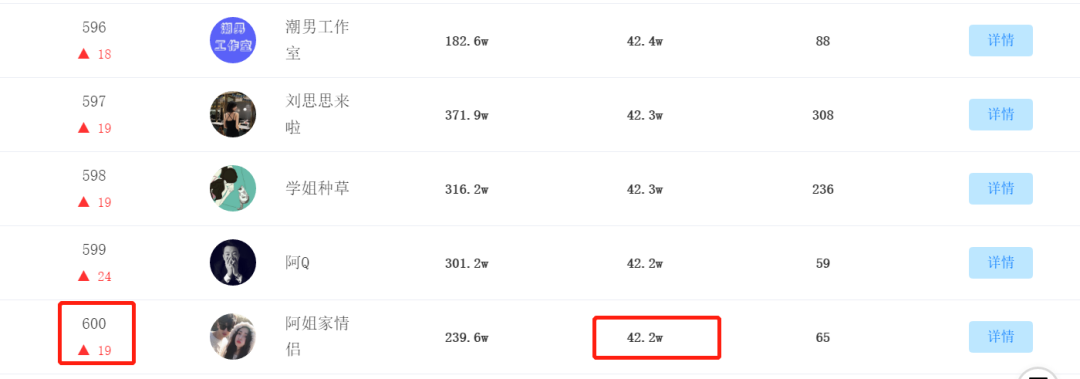 596
▲ 18
潮男
工作室
潮男工作
室
182.6w
42.4w
88
详情
597
▲ 19
刘思思来
啦
371.9w
42.3w
308
详情
598
▲ 19
学姐种草
316.2w
42.3w
236
详情
599
▲ 24
阿Q
301.2w
42.2w
59
详情
600
▲ 19
阿姐家情
侣
239.6w
42.2w
65
详情